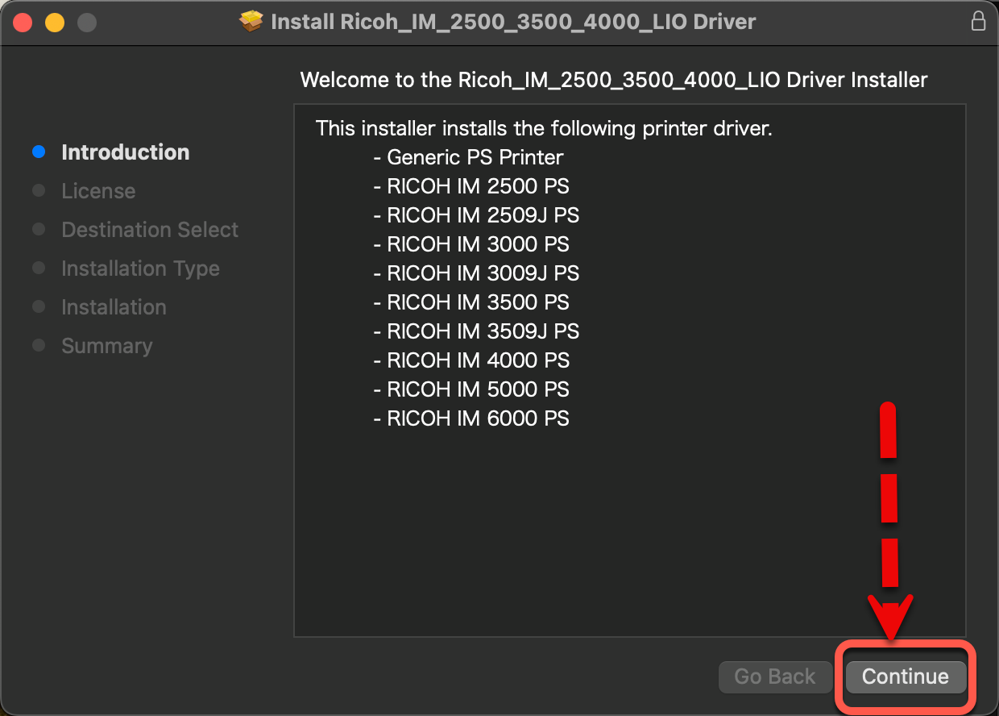 Install Ricoh_IM_2500_3500_4000_LIO Driver
Welcome to the Ricoh_IM_2500_3500_4000_LIO Driver Installer
Introduction
License
Destination Select
Installation Type
Installation
Summary
This installer installs the following printer driver.
- Generic PS Printer
- RICOH IM 2500 PS
- RICOH IM 2509J PS
- RICOH IM 3000 PS
- RICOH IM 3009J PS
- RICOH IM 3500 PS
- RICOH IM 3509J PS
- RICOH IM 4000 PS
- RICOH IM 5000 PS
- RICOH IM 6000 PS
Go Back
Continue